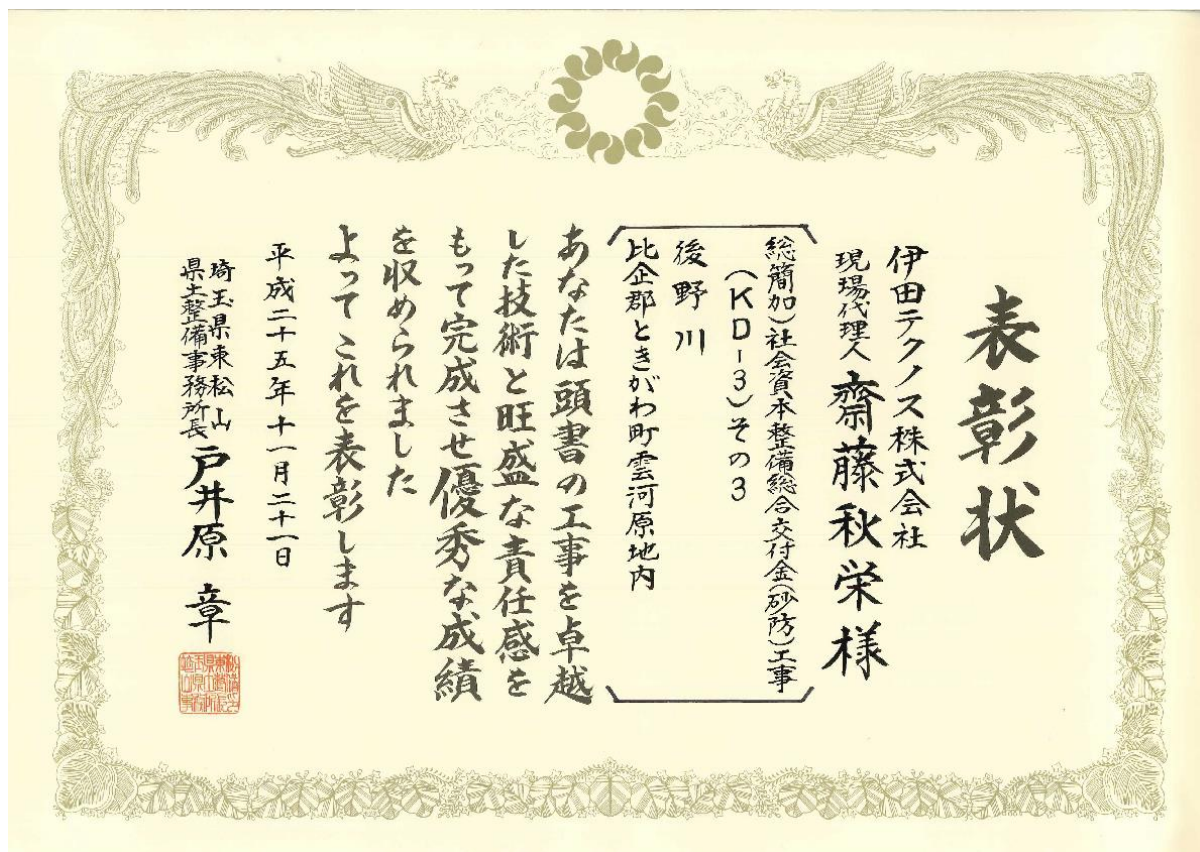 表彰状
伊田テクノス株式会社
現場代理人 齋藤秋栄様
総簡加)社会資本整備総合交付金(砂防)工事
(KD-3)その3
後野川
比企郡ときがわ町雲河原地内
あなたは頭書の工事を卓越
した技術と旺盛な責任感を
もって完成させ優秀な成績
を収められました
よってこれを表彰します
平成二十五年十一月二十一日
埼玉県東松山
県土整備事務所長 戸井原 章